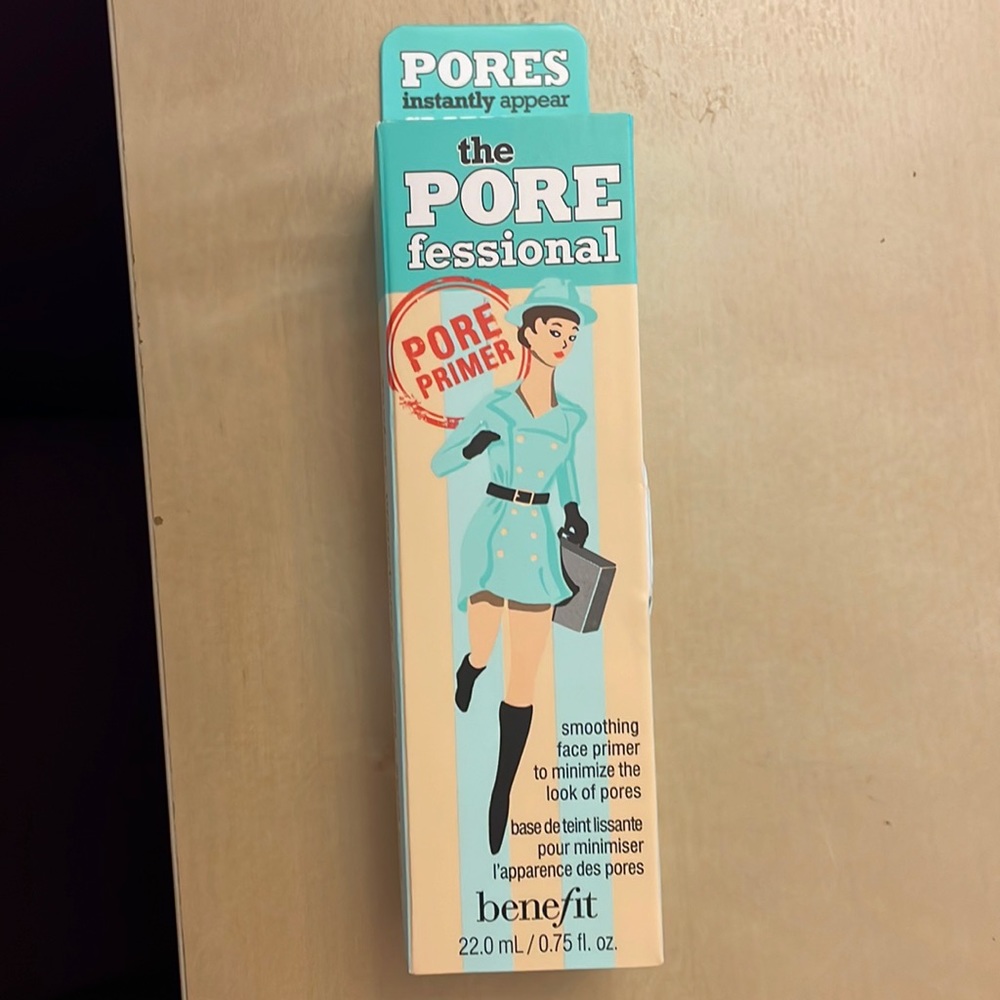 PORES
instantly appear
the
PORE
fessional
PORE
PRIMER
smoothing
face primer
to minimize the
look of pores
base de teint lissante
pour minimiser
l'apparence des pores
benefit
22.0 mL / 0.75 fl. oz.